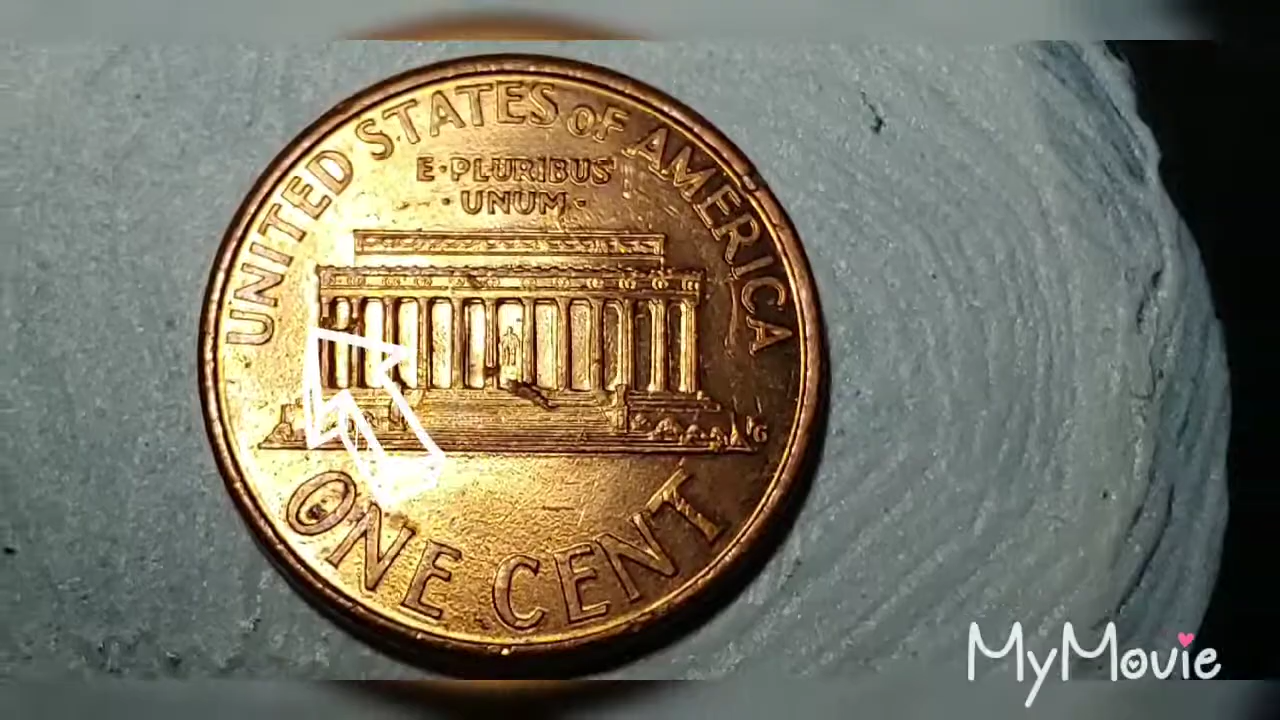 UNITED STATES OF AMERICA
E·PLURIBUS
·UNUM·
G
ONE CENT
MyMovie